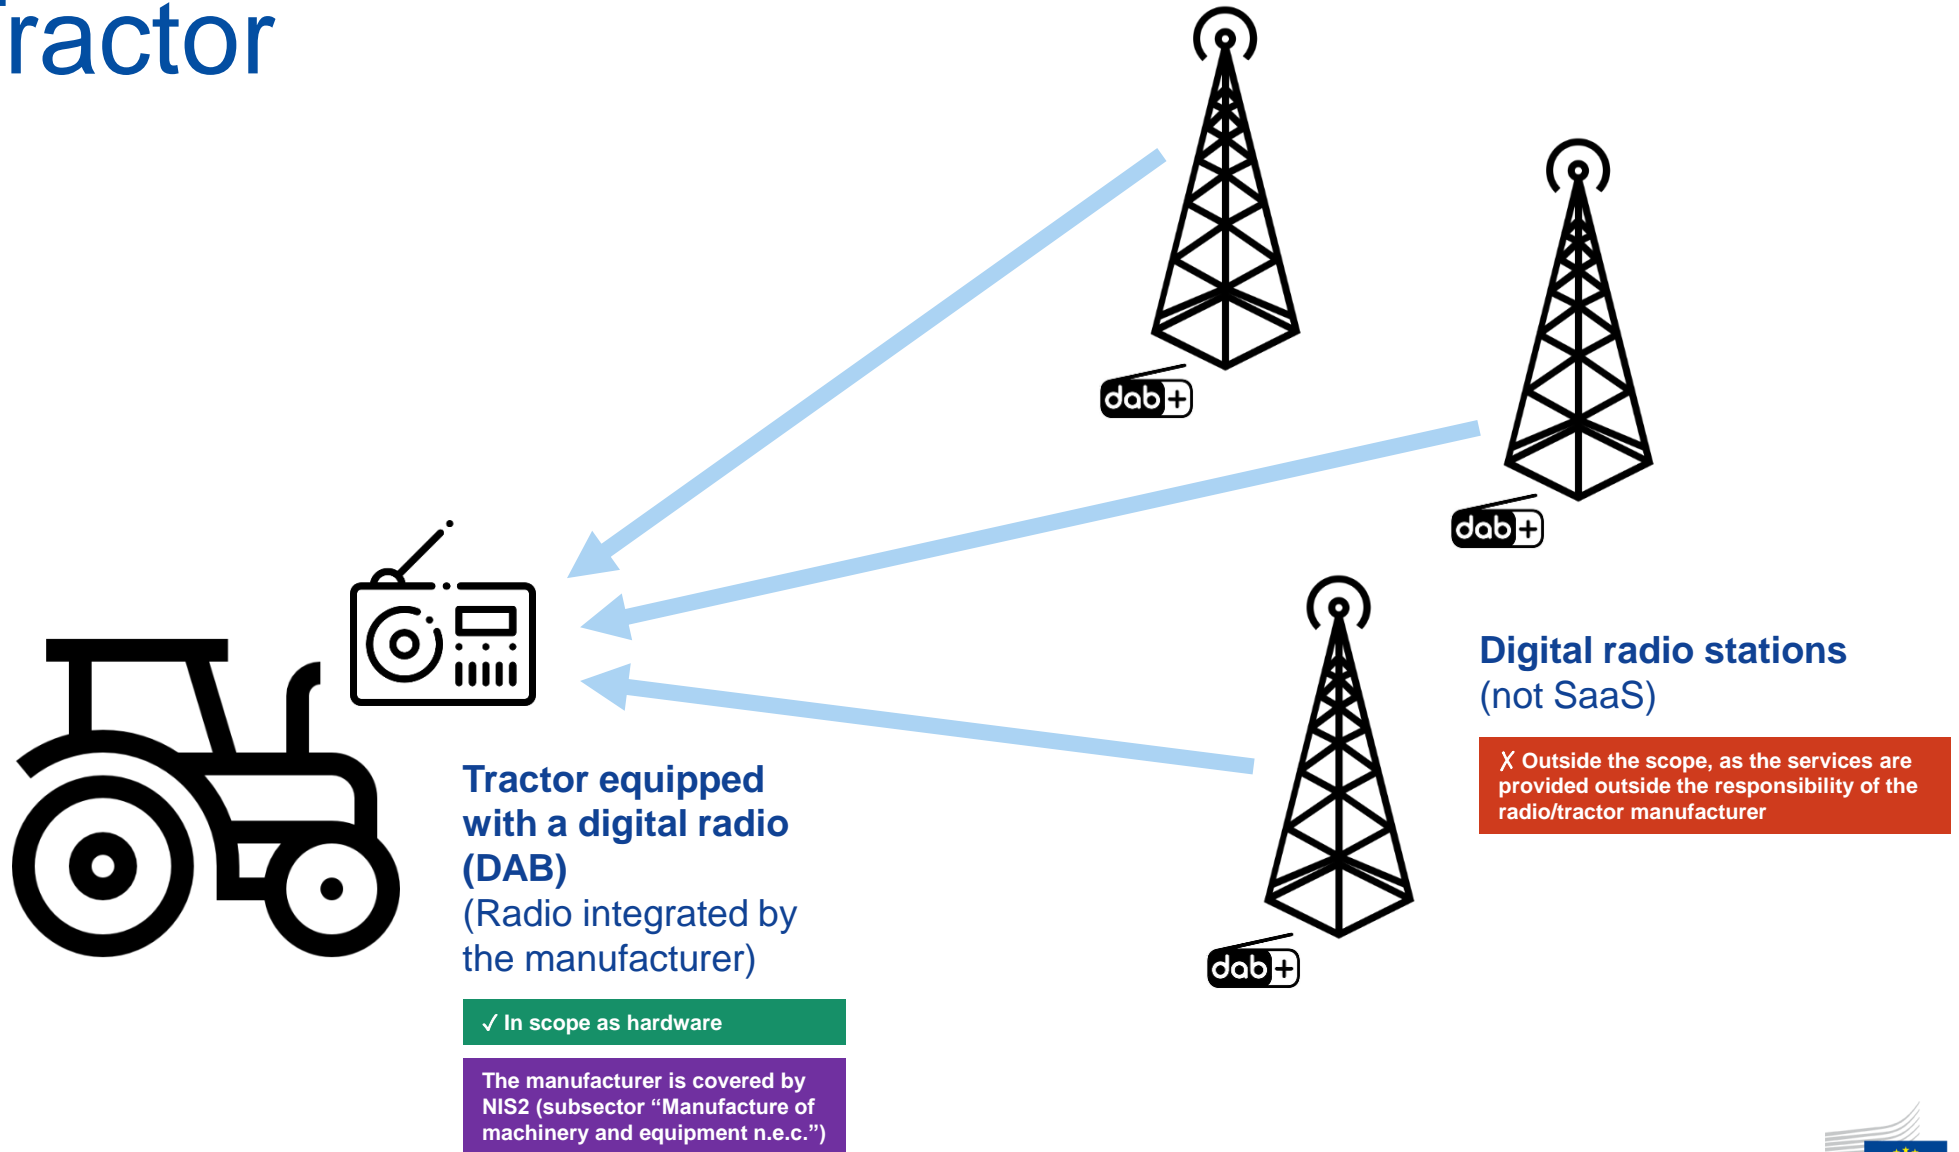 ractor
dab+
dab+
dab+
Digital radio stations
(not SaaS)
✗ Outside the scope, as the services are
provided outside the responsibility of the
radio/tractor manufacturer
Tractor equipped
with a digital radio
(DAB)
(Radio integrated by
the manufacturer)
✓ In scope as hardware
The manufacturer is covered by
NIS2 (subsector “Manufacture of
machinery and equipment n.e.c.”)